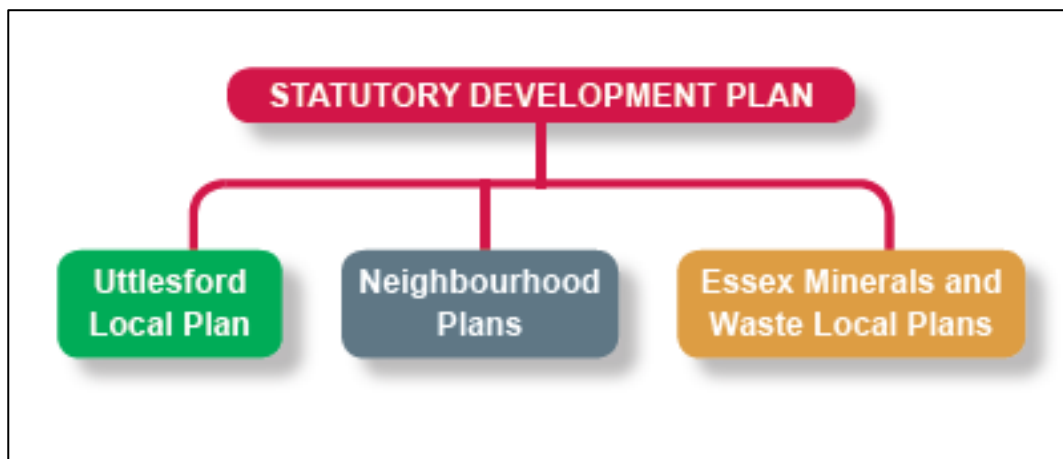 STATUTORY DEVELOPMENT PLAN
Uttlesford
Local Plan
Neighbourhood
Plans
Essex Minerals and
Waste Local Plans